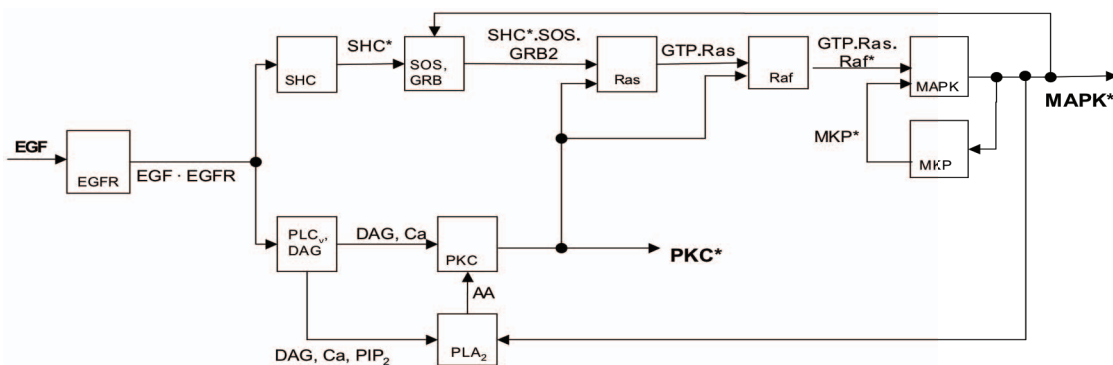 SHC*
SHC
SOS,
GRB
SHC*.SOS.
GRB2
Ras
GTP.Ras
Raf
GTP.Ras.
Raf*
MAPK
MAPK*
MKP*
MKP
EGF
EGFR
EGF · EGFR
PLCᵥ,
DAG
DAG, Ca
PKC
PKC*
AA
DAG, Ca, PIP₂
PLA₂